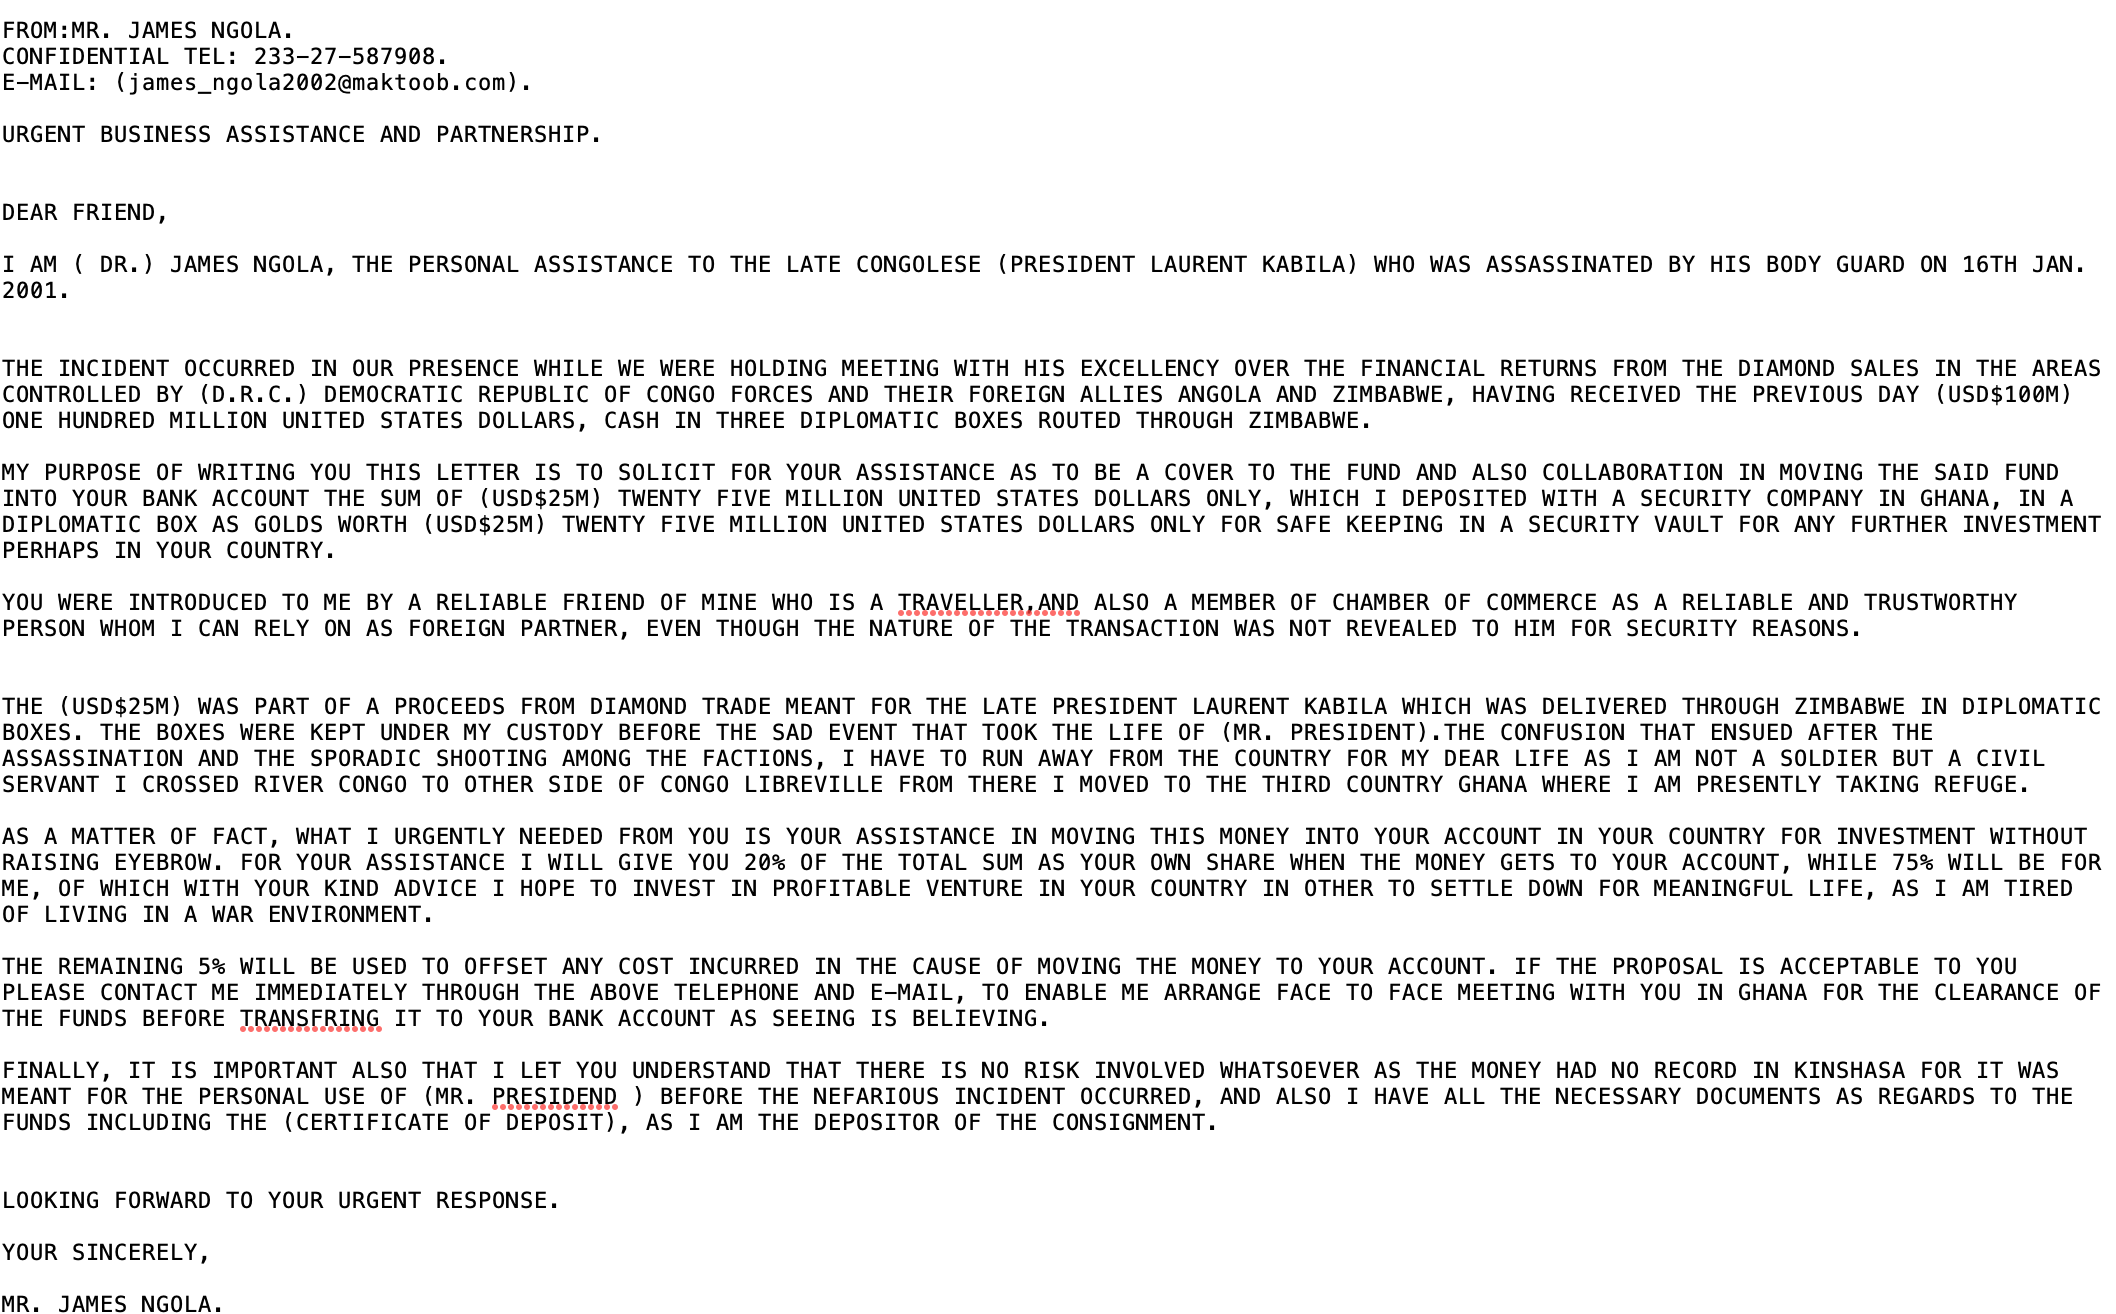 FROM:MR. JAMES NGOLA.
CONFIDENTIAL TEL: 233-27-587908.
E-MAIL: (james_ngola2002@maktoob.com).
URGENT BUSINESS ASSISTANCE AND PARTNERSHIP.
DEAR FRIEND,
I AM ( DR.) JAMES NGOLA, THE PERSONAL ASSISTANCE TO THE LATE CONGOLESE (PRESIDENT LAURENT KABILA) WHO WAS ASSASSINATED BY HIS BODY GUARD ON 16TH JAN.
2001.
THE INCIDENT OCCURRED IN OUR PRESENCE WHILE WE WERE HOLDING MEETING WITH HIS EXCELLENCY OVER THE FINANCIAL RETURNS FROM THE DIAMOND SALES IN THE AREAS
CONTROLLED BY (D.R.C.) DEMOCRATIC REPUBLIC OF CONGO FORCES AND THEIR FOREIGN ALLIES ANGOLA AND ZIMBABWE, HAVING RECEIVED THE PREVIOUS DAY (USD$100M)
ONE HUNDRED MILLION UNITED STATES DOLLARS, CASH IN THREE DIPLOMATIC BOXES ROUTED THROUGH ZIMBABWE.
MY PURPOSE OF WRITING YOU THIS LETTER IS TO SOLICIT FOR YOUR ASSISTANCE AS TO BE A COVER TO THE FUND AND ALSO COLLABORATION IN MOVING THE SAID FUND
INTO YOUR BANK ACCOUNT THE SUM OF (USD$25M) TWENTY FIVE MILLION UNITED STATES DOLLARS ONLY, WHICH I DEPOSITED WITH A SECURITY COMPANY IN GHANA, IN A
DIPLOMATIC BOX AS GOLDS WORTH (USD$25M) TWENTY FIVE MILLION UNITED STATES DOLLARS ONLY FOR SAFE KEEPING IN A SECURITY VAULT FOR ANY FURTHER INVESTMENT
PERHAPS IN YOUR COUNTRY.
YOU WERE INTRODUCED TO ME BY A RELIABLE FRIEND OF MINE WHO IS A TRAVELLER,AND ALSO A MEMBER OF CHAMBER OF COMMERCE AS A RELIABLE AND TRUSTWORTHY
PERSON WHOM I CAN RELY ON AS FOREIGN PARTNER, EVEN THOUGH THE NATURE OF THE TRANSACTION WAS NOT REVEALED TO HIM FOR SECURITY REASONS.
THE (USD$25M) WAS PART OF A PROCEEDS FROM DIAMOND TRADE MEANT FOR THE LATE PRESIDENT LAURENT KABILA WHICH WAS DELIVERED THROUGH ZIMBABWE IN DIPLOMATIC
BOXES. THE BOXES WERE KEPT UNDER MY CUSTODY BEFORE THE SAD EVENT THAT TOOK THE LIFE OF (MR. PRESIDENT).THE CONFUSION THAT ENSUED AFTER THE
ASSASSINATION AND THE SPORADIC SHOOTING AMONG THE FACTIONS, I HAVE TO RUN AWAY FROM THE COUNTRY FOR MY DEAR LIFE AS I AM NOT A SOLDIER BUT A CIVIL
SERVANT I CROSSED RIVER CONGO TO OTHER SIDE OF CONGO LIBREVILLE FROM THERE I MOVED TO THE THIRD COUNTRY GHANA WHERE I AM PRESENTLY TAKING REFUGE.
AS A MATTER OF FACT, WHAT I URGENTLY NEEDED FROM YOU IS YOUR ASSISTANCE IN MOVING THIS MONEY INTO YOUR ACCOUNT IN YOUR COUNTRY FOR INVESTMENT WITHOUT
RAISING EYEBROW. FOR YOUR ASSISTANCE I WILL GIVE YOU 20% OF THE TOTAL SUM AS YOUR OWN SHARE WHEN THE MONEY GETS TO YOUR ACCOUNT, WHILE 75% WILL BE FOR
ME, OF WHICH WITH YOUR KIND ADVICE I HOPE TO INVEST IN PROFITABLE VENTURE IN YOUR COUNTRY IN OTHER TO SETTLE DOWN FOR MEANINGFUL LIFE, AS I AM TIRED
OF LIVING IN A WAR ENVIRONMENT.
THE REMAINING 5% WILL BE USED TO OFFSET ANY COST INCURRED IN THE CAUSE OF MOVING THE MONEY TO YOUR ACCOUNT. IF THE PROPOSAL IS ACCEPTABLE TO YOU
PLEASE CONTACT ME IMMEDIATELY THROUGH THE ABOVE TELEPHONE AND E-MAIL, TO ENABLE ME ARRANGE FACE TO FACE MEETING WITH YOU IN GHANA FOR THE CLEARANCE OF
THE FUNDS BEFORE TRANSFRING IT TO YOUR BANK ACCOUNT AS SEEING IS BELIEVING.
FINALLY, IT IS IMPORTANT ALSO THAT I LET YOU UNDERSTAND THAT THERE IS NO RISK INVOLVED WHATSOEVER AS THE MONEY HAD NO RECORD IN KINSHASA FOR IT WAS
MEANT FOR THE PERSONAL USE OF (MR. PRESIDEND ) BEFORE THE NEFARIOUS INCIDENT OCCURRED, AND ALSO I HAVE ALL THE NECESSARY DOCUMENTS AS REGARDS TO THE
FUNDS INCLUDING THE (CERTIFICATE OF DEPOSIT), AS I AM THE DEPOSITOR OF THE CONSIGNMENT.
LOOKING FORWARD TO YOUR URGENT RESPONSE.
YOUR SINCERELY,
MR. JAMES NGOLA.